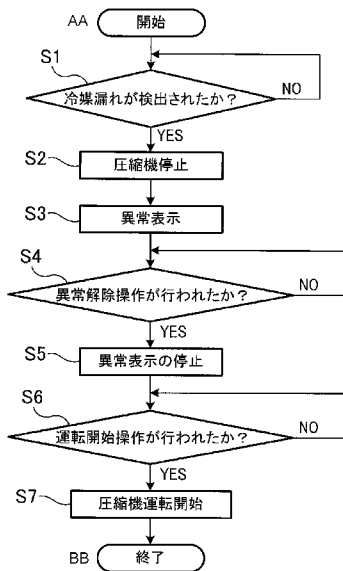 AA 開始
S1
冷媒漏れが検出されたか？
NO
YES
S2 圧縮機停止
S3 異常表示
S4
異常解除操作が行われたか？
NO
YES
S5 異常表示の停止
S6
運転開始操作が行われたか？
NO
YES
S7 圧縮機運転開始
BB 終了